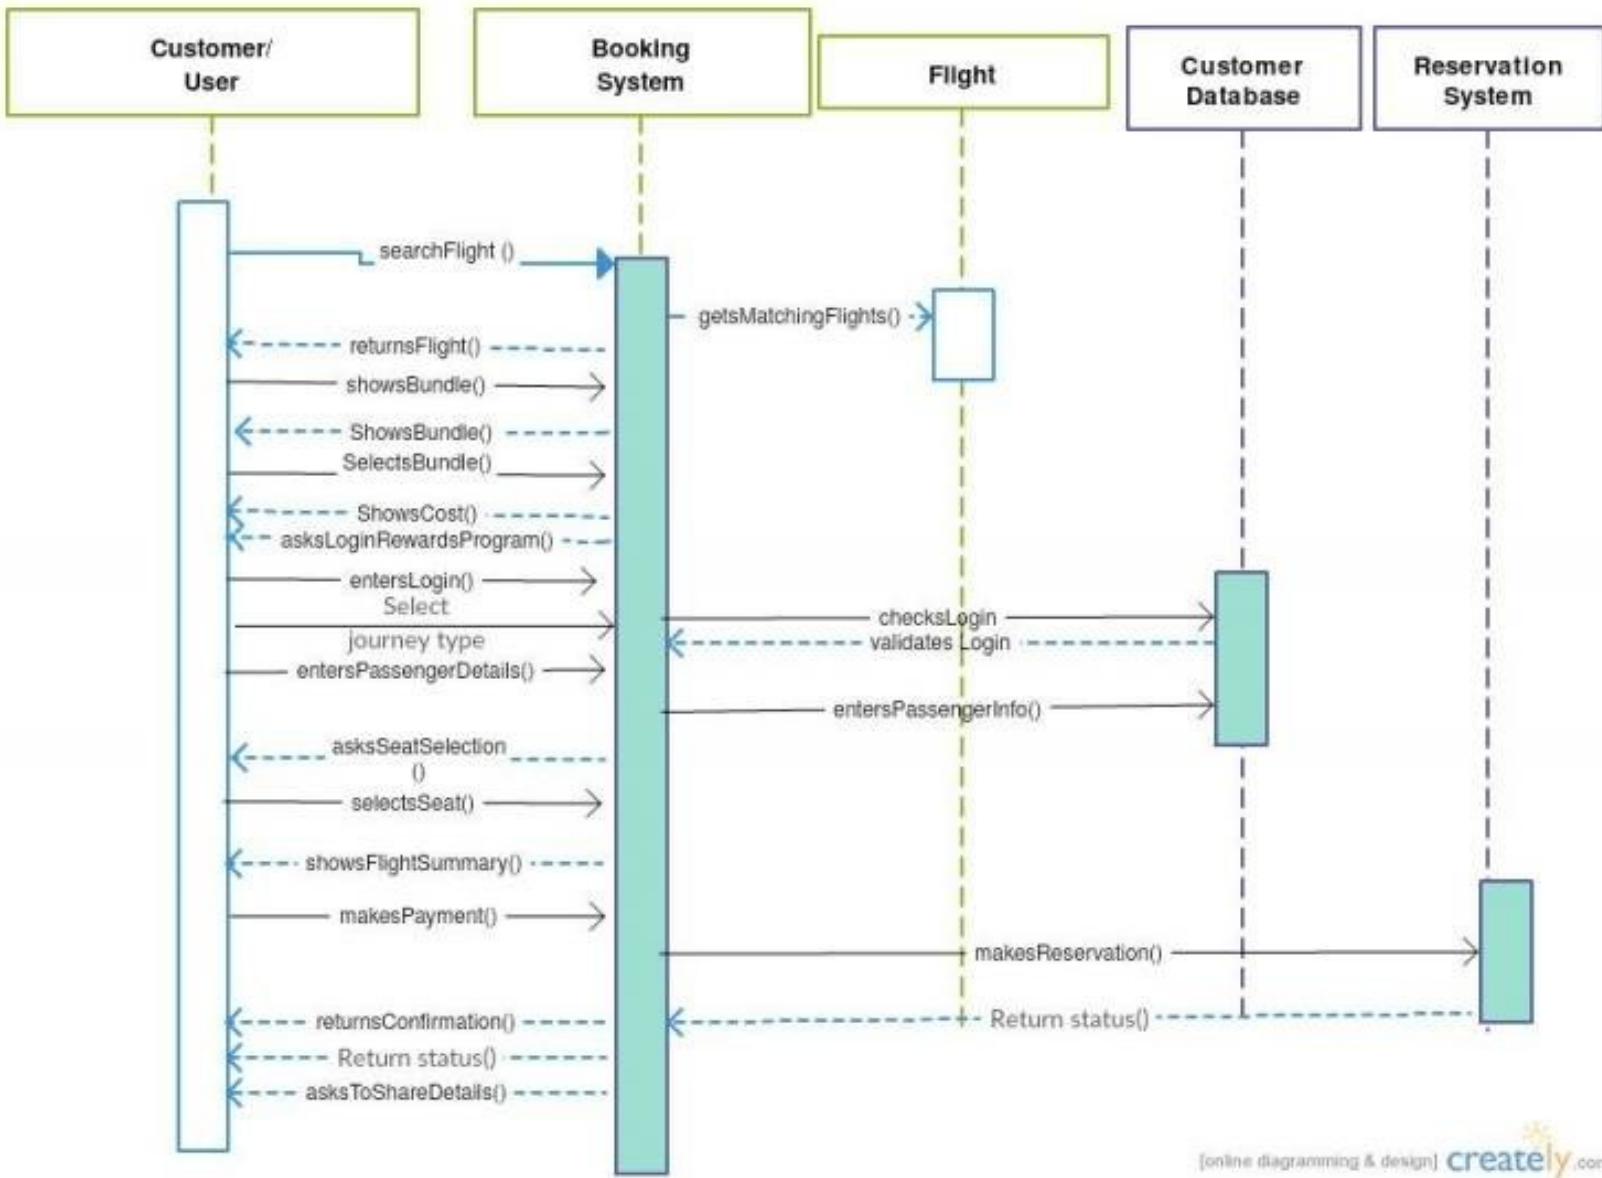 Customer/
User
Booking
System
Flight
Customer
Database
Reservation
System
searchFlight ()
getsMatchingFlights()
returnsFlight()
showsBundle()
ShowsBundle()
SelectsBundle()
ShowsCost()
asksLoginRewardsProgram()
entersLogin()
Select
journey type
checksLogin
validates Login
entersPassengerDetails()
entersPassengerInfo()
asksSeatSelection
()
selectsSeat()
showsFlightSummary()
makesPayment()
makesReservation()
returnsConfirmation()
Return status()
Return status()
asksToShareDetails()
[online diagramming & design] creately.com